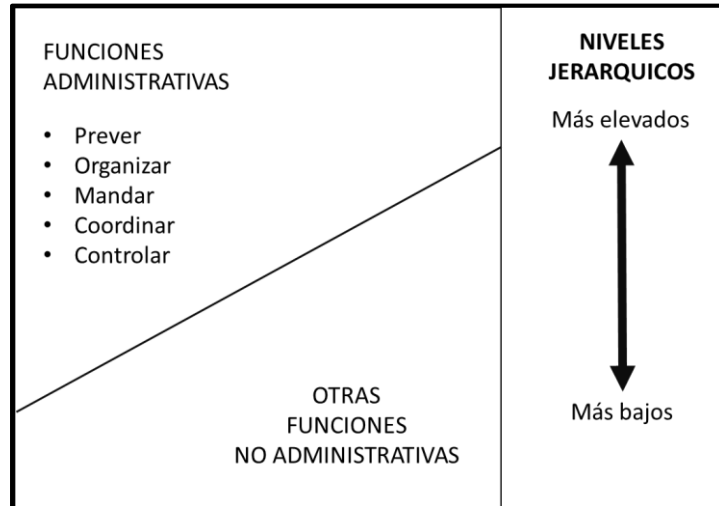 FUNCIONES
ADMINISTRATIVAS
• Prever
• Organizar
• Mandar
• Coordinar
• Controlar
OTRAS
FUNCIONES
NO ADMINISTRATIVAS
NIVELES
JERARQUICOS
Más elevados
Más bajos